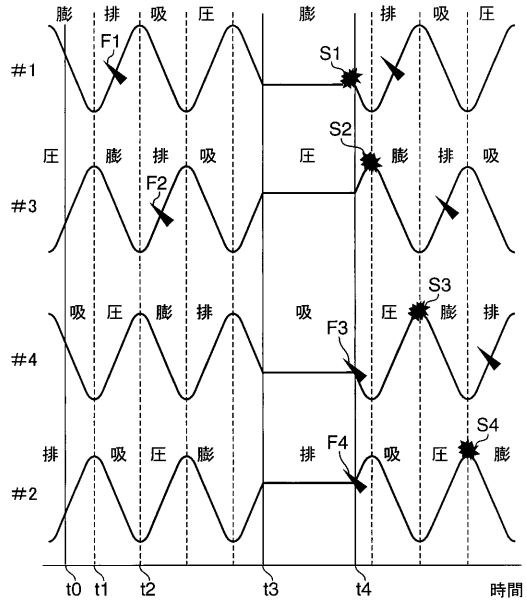 膨 排 吸 圧 膨 排 吸 圧
F1 S1
#1
S2
圧 膨 排 吸 圧 膨 排 吸
F2
#3
S3
吸 圧 膨 排 吸 圧 膨 排
F3
#4
S4
排 吸 圧 膨 排 F4 吸 圧 膨
#2
t0 t1 t2 t3 t4 時間